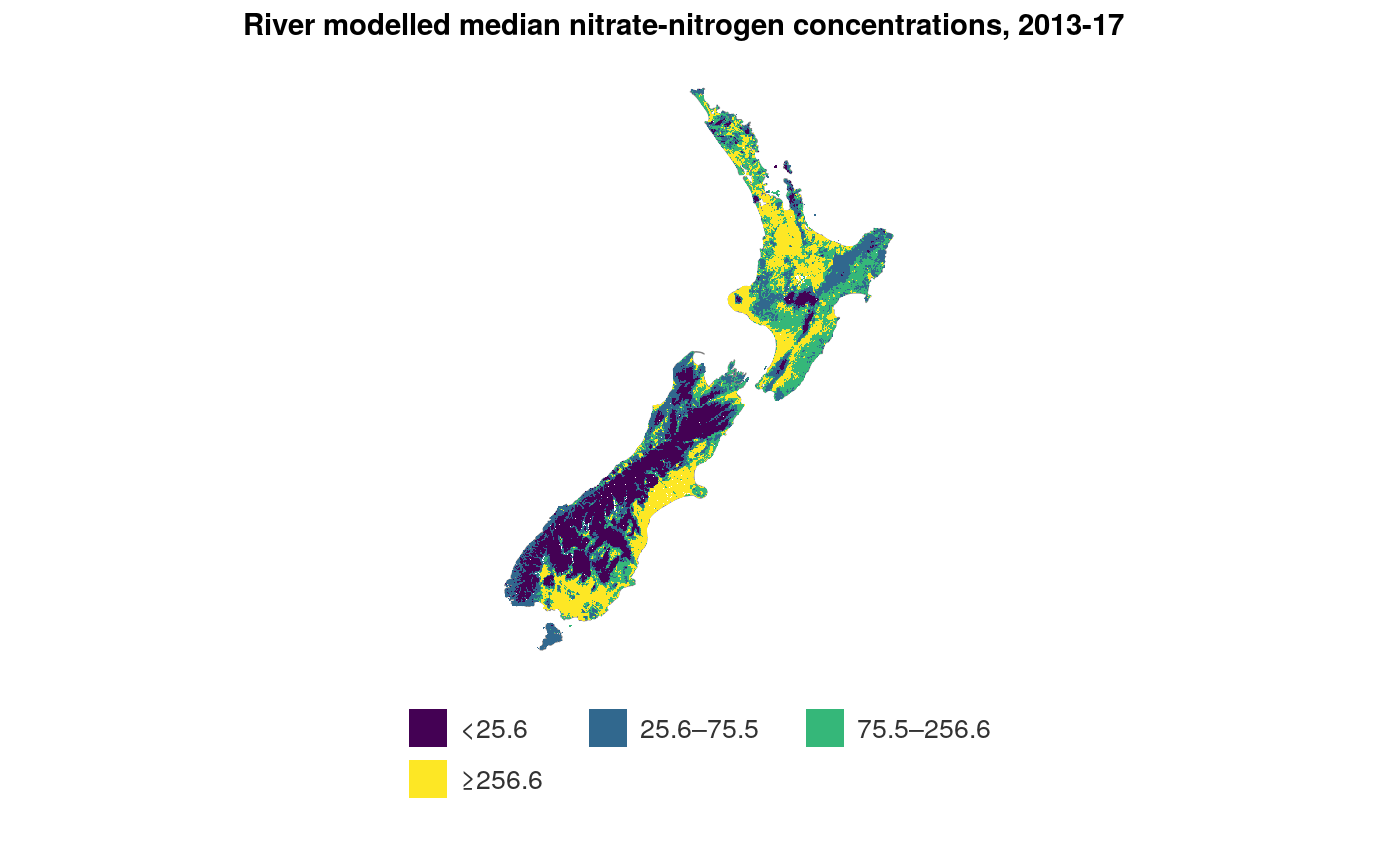 River modelled median nitrate-nitrogen concentrations, 2013-17
<25.6 25.6–75.5 75.5–256.6
≥256.6